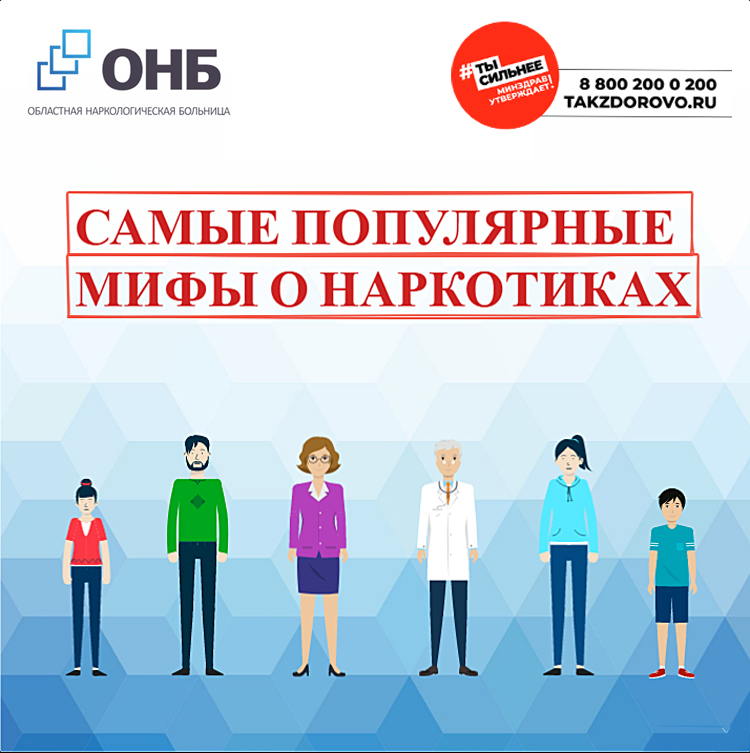 ОНБ
ОБЛАСТНАЯ НАРКОЛОГИЧЕСКАЯ БОЛЬНИЦА
#ТЫ
СИЛЬНЕЕ
МИНЗДРАВ
УТВЕРЖДАЕТ!
8 800 200 0 200
TAKZDOROVO.RU
САМЫЕ ПОПУЛЯРНЫЕ
МИФЫ О НАРКОТИКАХ